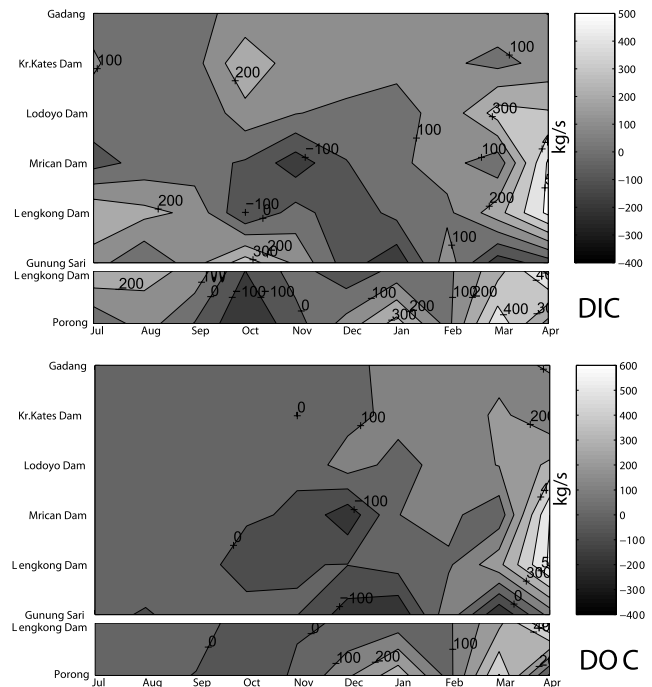 Gadang
500
100
100
Kr.Kates Dam
200
400
300
Lodoyo Dam
300
200
100
kg/s
100
-100
100
Mrican Dam
0
200
-100
200
Lengkong Dam
-100
0
-200
100
200
300
-300
Gunung Sari
-400
Lengkong Dam
200
0
-100
-100
0
100
200
300
100
200
400
DIC
Porong
Jul Aug Sep Oct Nov Dec Jan Feb Mar Apr
Gadang
600
500
0
Kr.Kates Dam
100
200
400
300
Lodoyo Dam
200
kg/s
-100
100
Mrican Dam
0
0
-100
Lengkong Dam
300
-200
-100
0
-300
Gunung Sari
-400
Lengkong Dam
0
0
100
200
100
DOC
Porong
Jul Aug Sep Oct Nov Dec Jan Feb Mar Apr